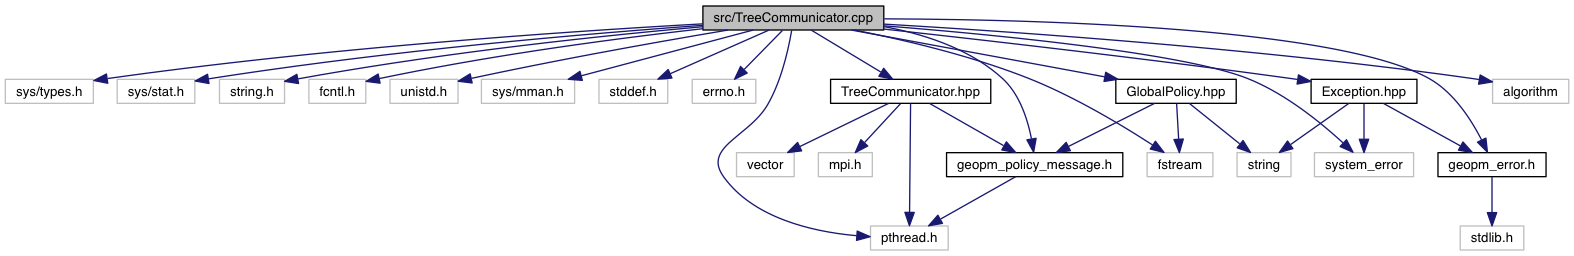 src/TreeCommunicator.cpp
sys/types.h
sys/stat.h
string.h
fcntl.h
unistd.h
sys/mman.h
stddef.h
errno.h
TreeCommunicator.hpp
GlobalPolicy.hpp
Exception.hpp
algorithm
vector
mpi.h
geopm_policy_message.h
fstream
string
system_error
geopm_error.h
pthread.h
stdlib.h